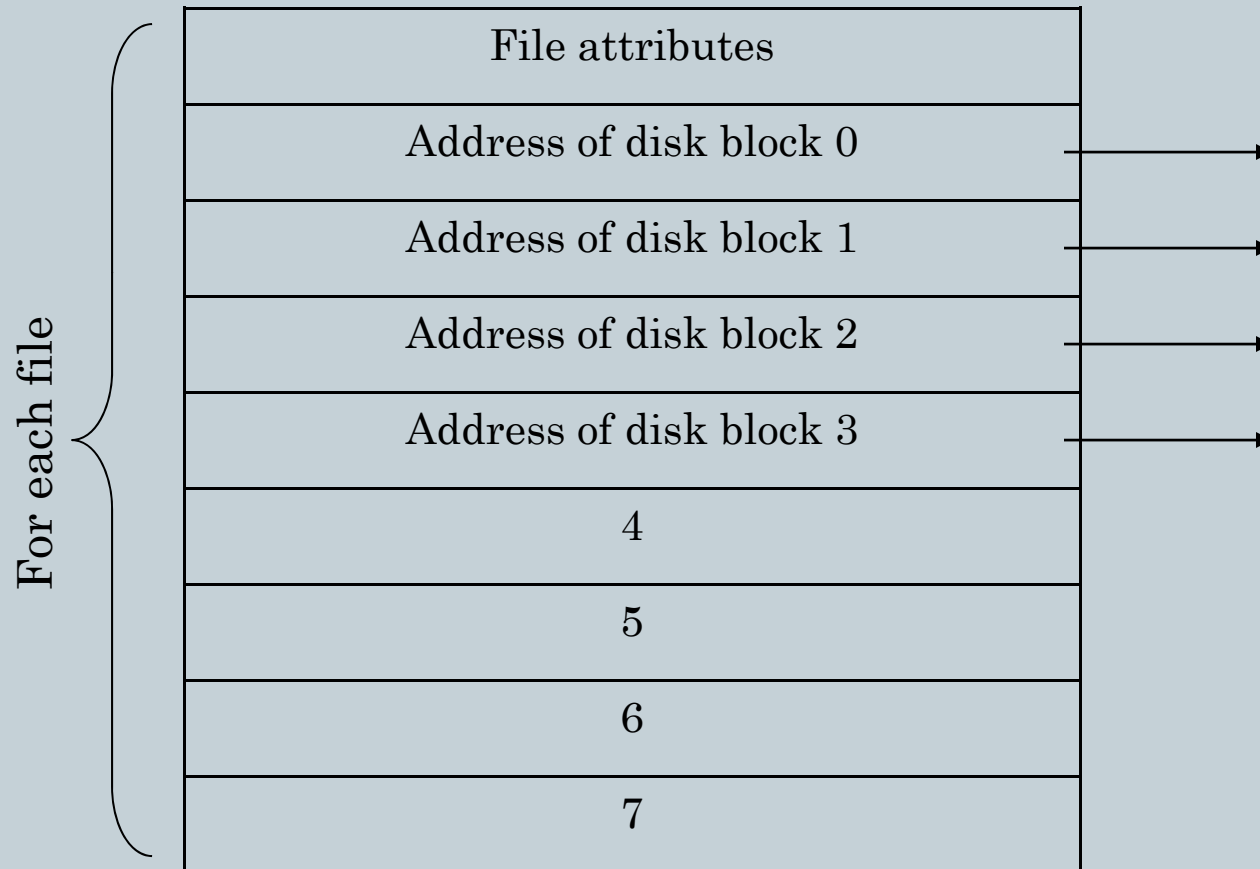 For each file
File attributes
Address of disk block 0
Address of disk block 1
Address of disk block 2
Address of disk block 3
4
5
6
7